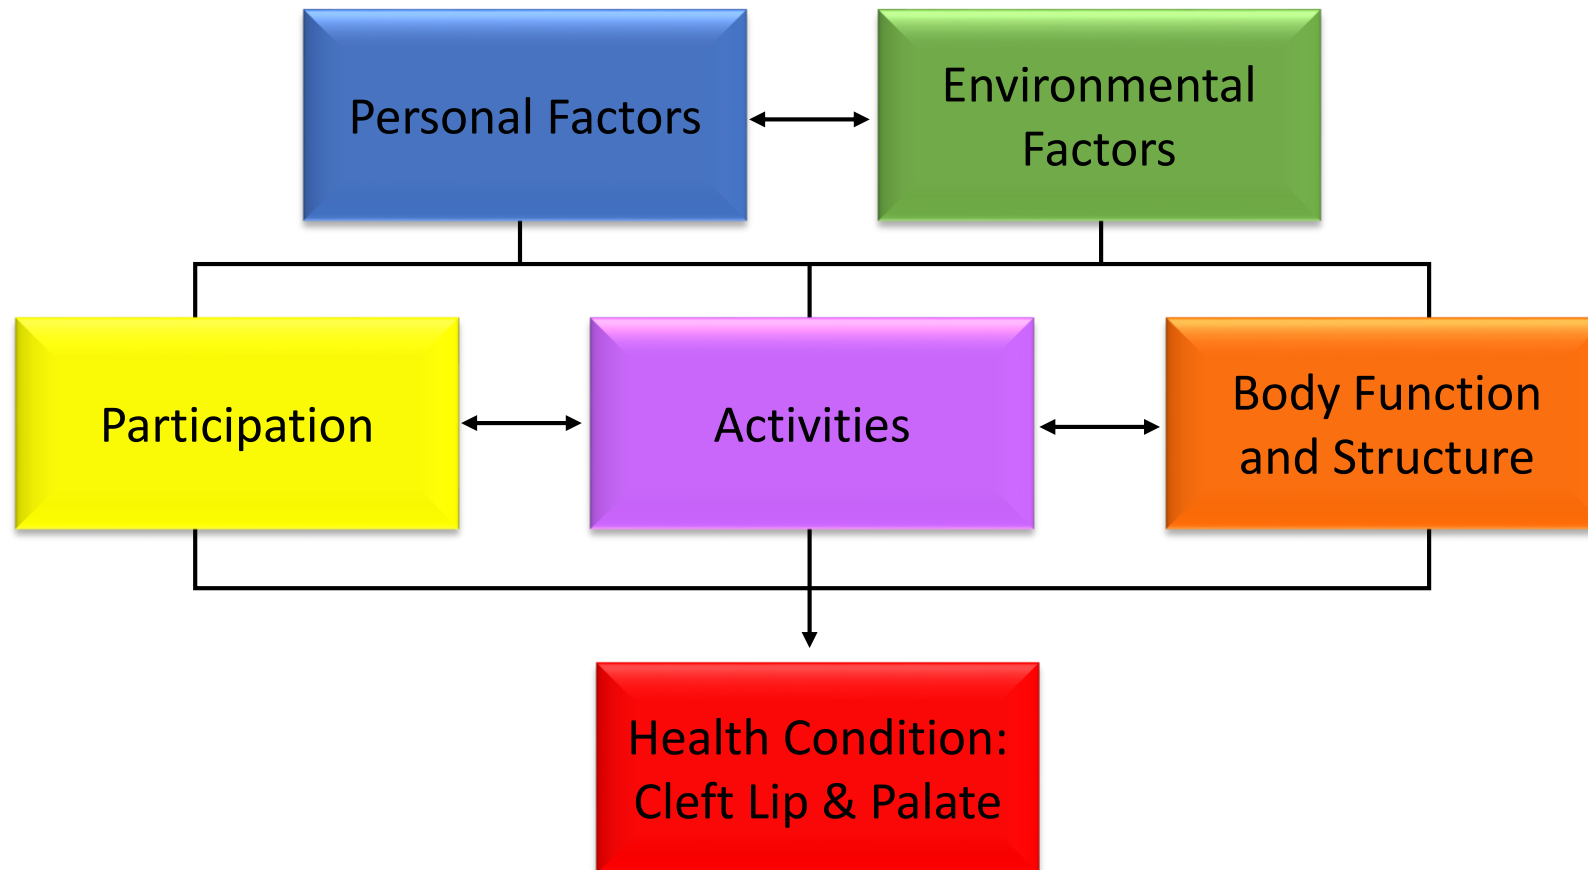 Personal Factors
Environmental
Factors
Participation
Activities
Body Function
and Structure
Health Condition:
Cleft Lip & Palate